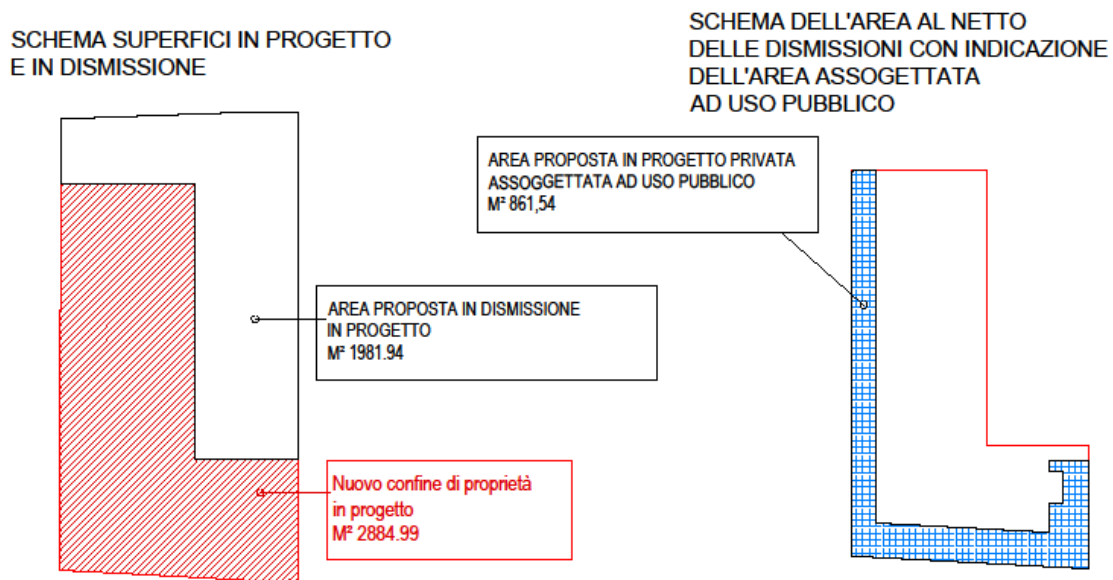 SCHEMA SUPERFICI IN PROGETTO
E IN DISMISSIONE
SCHEMA DELL'AREA AL NETTO
DELLE DISMISSIONI CON INDICAZIONE
DELL'AREA ASSOGETTATA
AD USO PUBBLICO
AREA PROPOSTA IN PROGETTO PRIVATA
ASSOGGETTATA AD USO PUBBLICO
M² 861,54
AREA PROPOSTA IN DISMISSIONE
IN PROGETTO
M² 1981.94
Nuovo confine di proprietà
in progetto
M² 2884.99